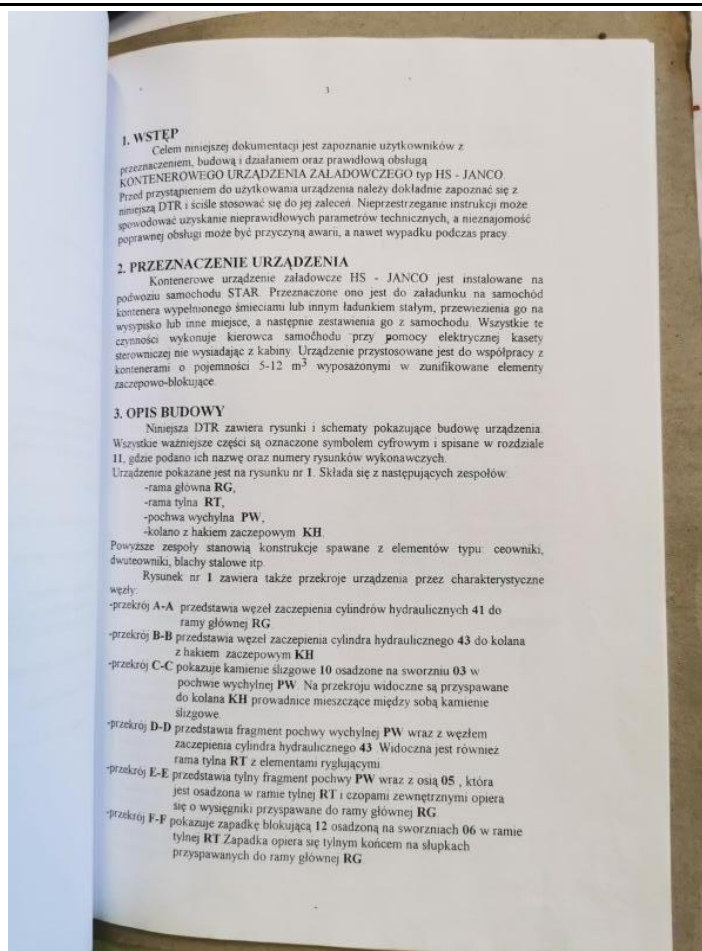 3
1. WSTĘP
Celem niniejszej dokumentacji jest zapoznanie użytkowników z
przeznaczeniem, budową i działaniem oraz prawidłową obsługą
KONTENEROWEGO URZĄDZENIA ZAŁADOWCZEGO typ HS - JANCO.
Przed przystąpieniem do użytkowania urządzenia należy dokładnie zapoznać się z
niniejszą DTR i ściśle stosować się do jej zaleceń. Nieprzestrzeganie instrukcji może
spowodować uzyskanie nieprawidłowych parametrów technicznych, a nieznajomość
poprawnej obsługi może być przyczyną awarii, a nawet wypadku podczas pracy.
2. PRZEZNACZENIE URZĄDZENIA
Kontenerowe urządzenie załadowcze HS - JANCO jest instalowane na
podwoziu samochodu STAR. Przeznaczone ono jest do załadunku na samochód
kontenera wypełnionego śmieciami lub innym ładunkiem stałym, przewiezienia go na
wysypisko lub inne miejsce, a następnie zestawienia go z samochodu. Wszystkie te
czynności wykonuje kierowca samochodu przy pomocy elektrycznej kasety
sterowniczej nie wysiadając z kabiny. Urządzenie przystosowane jest do współpracy z
kontenerami o pojemności 5-12 m³ wyposażonymi w zunifikowane elementy
zaczepowo-blokujące.
3. OPIS BUDOWY
Niniejsza DTR zawiera rysunki i schematy pokazujące budowę urządzenia.
Wszystkie ważniejsze części są oznaczone symbolem cyfrowym i spisane w rozdziale
11, gdzie podano ich nazwę oraz numery rysunków wykonawczych.
Urządzenie pokazane jest na rysunku nr 1. Składa się z następujących zespołów:
-rama główna RG,
-rama tylna RT,
-pochwa wychylna PW,
-kolano z hakiem zaczepowym KH.
Powyższe zespoły stanowią konstrukcje spawane z elementów typu: ceowniki,
dwuteowniki, blachy stalowe itp.
Rysunek nr 1 zawiera także przekroje urządzenia przez charakterystyczne
węzły:
-przekrój A-A przedstawia węzeł zaczepienia cylindrów hydraulicznych 41 do
ramy głównej RG
-przekrój B-B przedstawia węzeł zaczepienia cylindra hydraulicznego 43 do kolana
z hakiem zaczepowym KH
-przekrój C-C pokazuje kamienie ślizgowe 10 osadzone na sworzniu 03 w
pochwie wychylnej PW. Na przekroju widoczne są przyspawane
do kolana KH prowadnice mieszczące między sobą kamienie
ślizgowe.
-przekrój D-D przedstawia fragment pochwy wychylnej PW wraz z węzłem
zaczepienia cylindra hydraulicznego 43. Widoczna jest również
rama tylna RT z elementami ryglującymi.
-przekrój E-E przedstawia tylny fragment pochwy PW wraz z osią 05 , która
jest osadzona w ramie tylnej RT i czopami zewnętrznymi opiera
się o wysięgniki przyspawane do ramy głównej RG.
-przekrój F-F pokazuje zapadkę blokującą 12 osadzoną na sworzniach 06 w ramie
tylnej RT.Zapadka opiera się tylnym końcem na słupkach
przyspawanych do ramy głównej RG